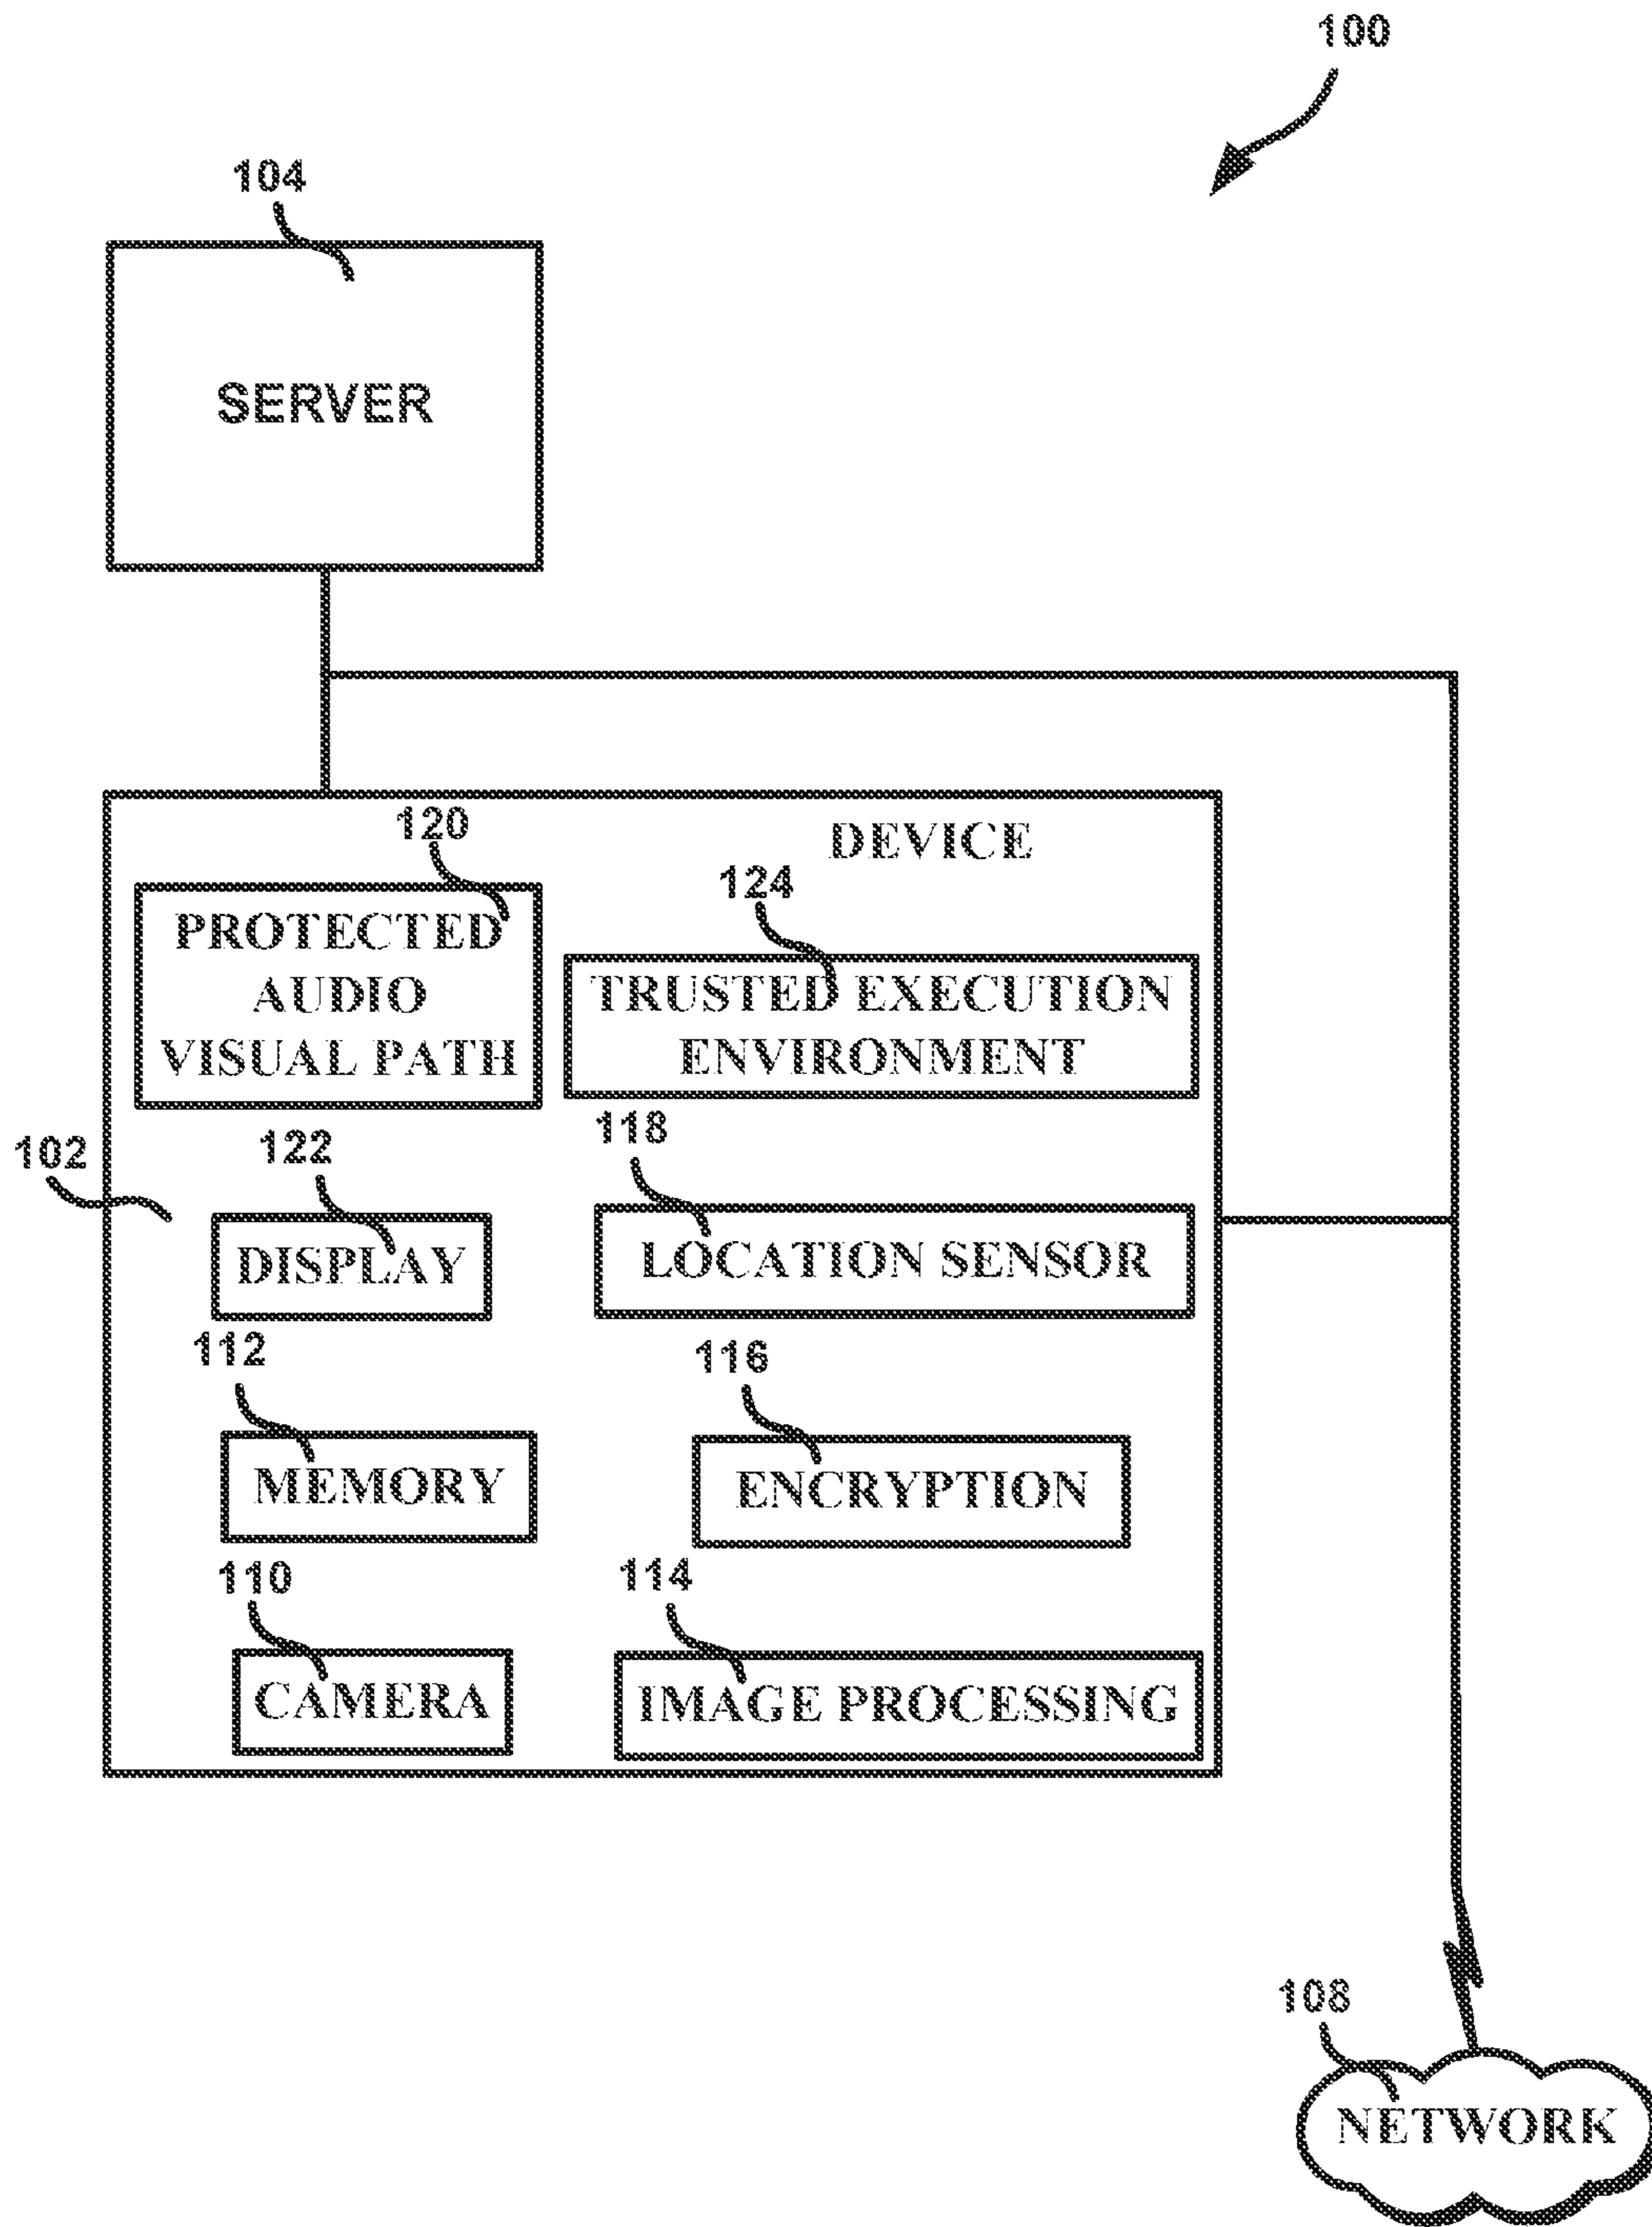 100
104
SERVER
120
DEVICE
124
PROTECTED
AUDIO
VISUAL PATH
TRUSTED EXECUTION
ENVIRONMENT
102
122
118
DISPLAY
LOCATION SENSOR
112
116
MEMORY
ENCRYPTION
110
114
CAMERA
IMAGE PROCESSING
108
NETWORK